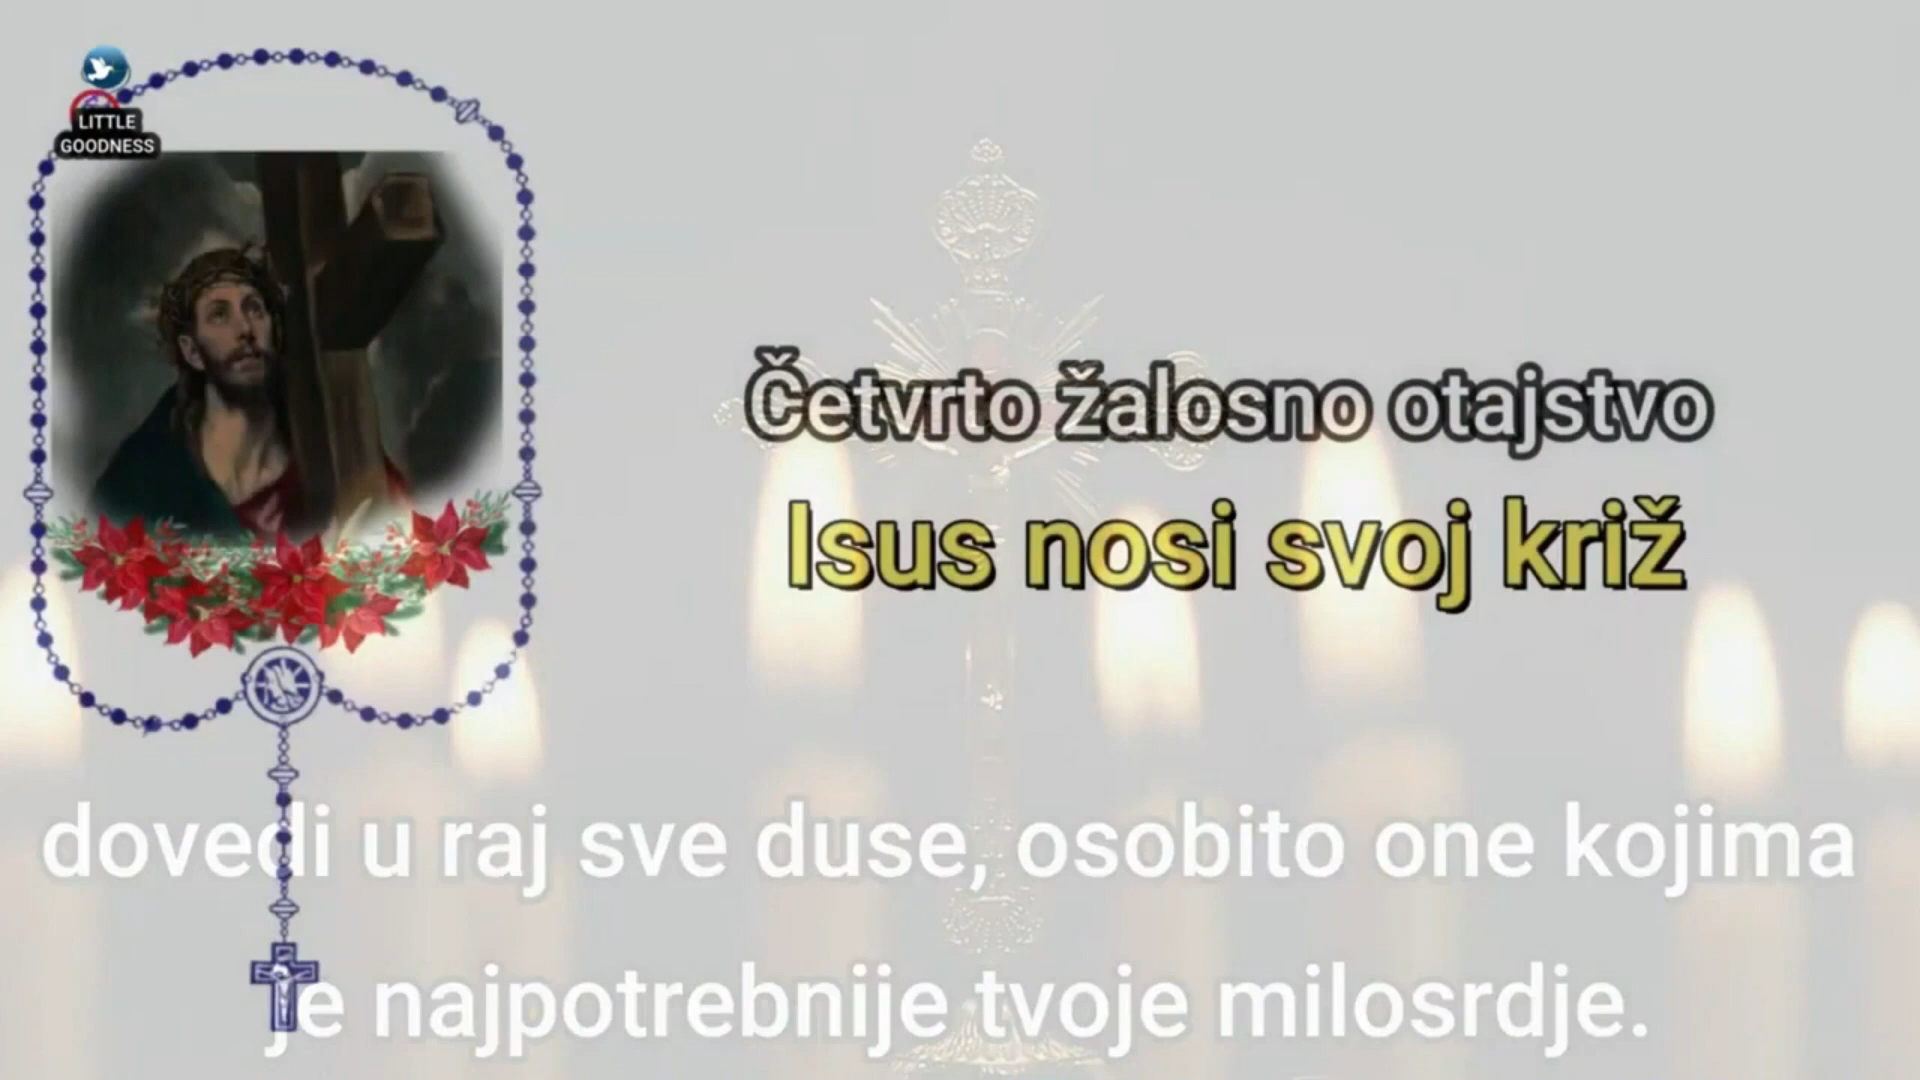 LITTLE
GOODNESS
Četvrto žalosno otajstvo
Isus nosi svoj križ
dovedi u raj sve duse, osobito one kojima
je najpotrebnije tvoje milosrdje.